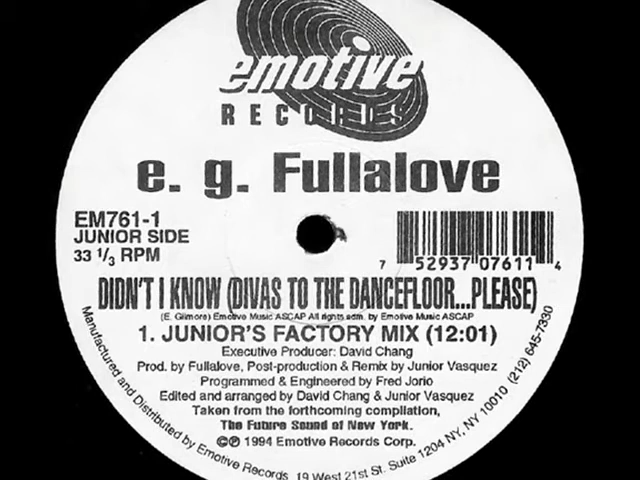 emotive
RECORDS
e. g. Fullalove
EM761-1
JUNIOR SIDE
33 1/3 RPM
7 52937 07611 4
DIDN'T I KNOW (DIVAS TO THE DANCEFLOOR...PLEASE)
(E. Gilmore) Emotive Music ASCAP All rights adm. by Emotive Music ASCAP
1. JUNIOR'S FACTORY MIX (12:01)
Executive Producer: David Chang
Prod. by Fullalove, Post-production & Remix by Junior Vasquez
Programmed & Engineered by Fred Jorio
Edited and arranged by David Chang & Junior Vasquez
Taken from the forthcoming compilation,
The Future Sound of New York.
©℗ 1994 Emotive Records Corp.
Manufactured and Distributed by Emotive Records, 19 West 21st St. Suite 1204 NY, NY 10010 (212) 645-7330